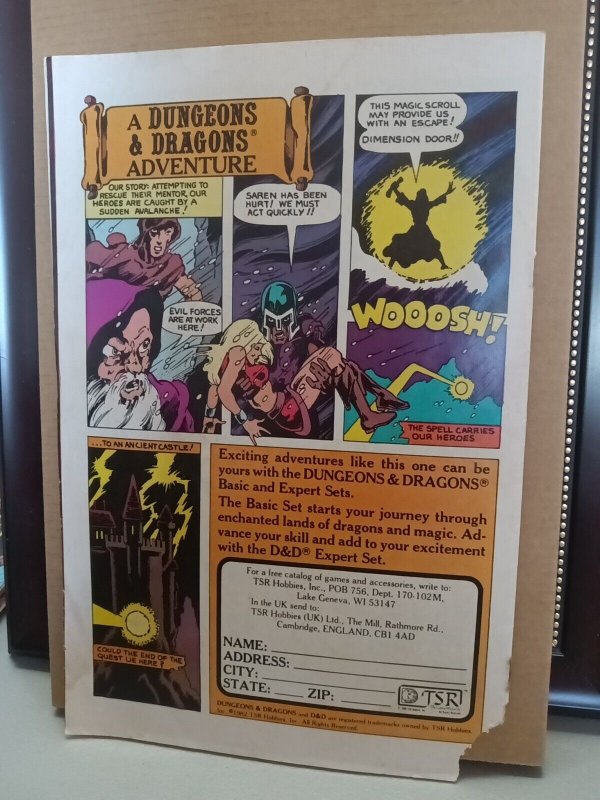 A DUNGEONS
& DRAGONS®
ADVENTURE
OUR STORY: ATTEMPTING TO
RESCUE THEIR MENTOR, OUR
HEROES ARE CAUGHT BY A
SUDDEN AVALANCHE!
EVIL FORCES
ARE AT WORK
HERE!
SAREN HAS BEEN
HURT! WE MUST
ACT QUICKLY!!
THIS MAGIC SCROLL
MAY PROVIDE US
WITH AN ESCAPE!
DIMENSION DOOR!!
WOOOSH!
THE SPELL CARRIES
OUR HEROES
...TO AN ANCIENT CASTLE!
COULD THE END OF THE
QUEST LIE HERE?
Exciting adventures like this one can be
yours with the DUNGEONS & DRAGONS®
Basic and Expert Sets.
The Basic Set starts your journey through
enchanted lands of dragons and magic. Ad-
vance your skill and add to your excitement
with the D&D® Expert Set.
For a free catalog of games and accessories, write to:
TSR Hobbies, Inc., POB 756, Dept. 170-102M,
Lake Geneva, WI 53147
In the UK send to:
TSR Hobbies (UK) Ltd., The Mill, Rathmore Rd.,
Cambridge, ENGLAND. CB1 4AD
NAME:
ADDRESS:
CITY:
STATE: ZIP:
TSR
DUNGEONS & DRAGONS and D&D are registered trademarks owned by TSR Hobbies,
Inc. ©1982 TSR Hobbies, Inc. All Rights Reserved.